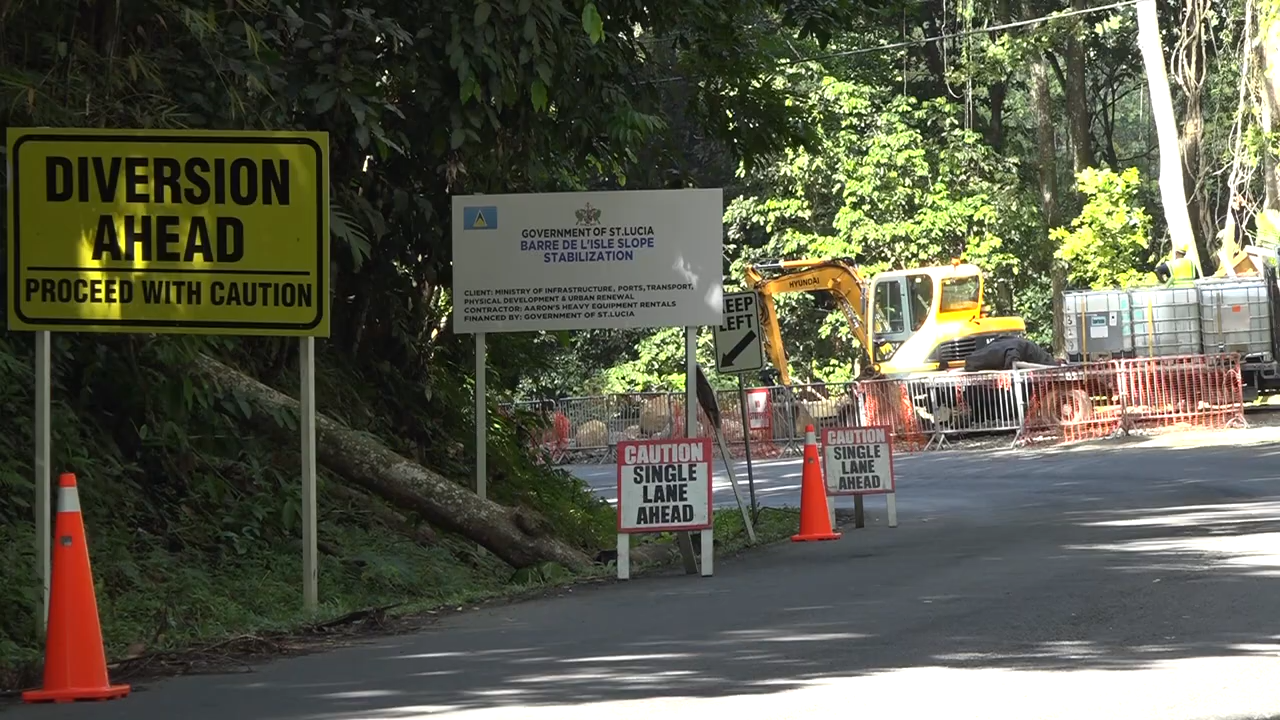 DIVERSION
AHEAD
PROCEED WITH CAUTION
GOVERNMENT OF ST.LUCIA
BARRE DE L'ISLE SLOPE
STABILIZATION
CLIENT: MINISTRY OF INFRASTRUCTURE, PORTS,TRANSPORT,
PHYSICAL DEVELOPMENT & URBAN RENEWAL
CONTRACTOR: AARON'S HEAVY EQUIPMENT RENTALS
FINANCED BY: GOVERNMENT OF ST.LUCIA
KEEP
LEFT
HYUNDAI
CAUTION
SINGLE
LANE
AHEAD
CAUTION
SINGLE
LANE
AHEAD